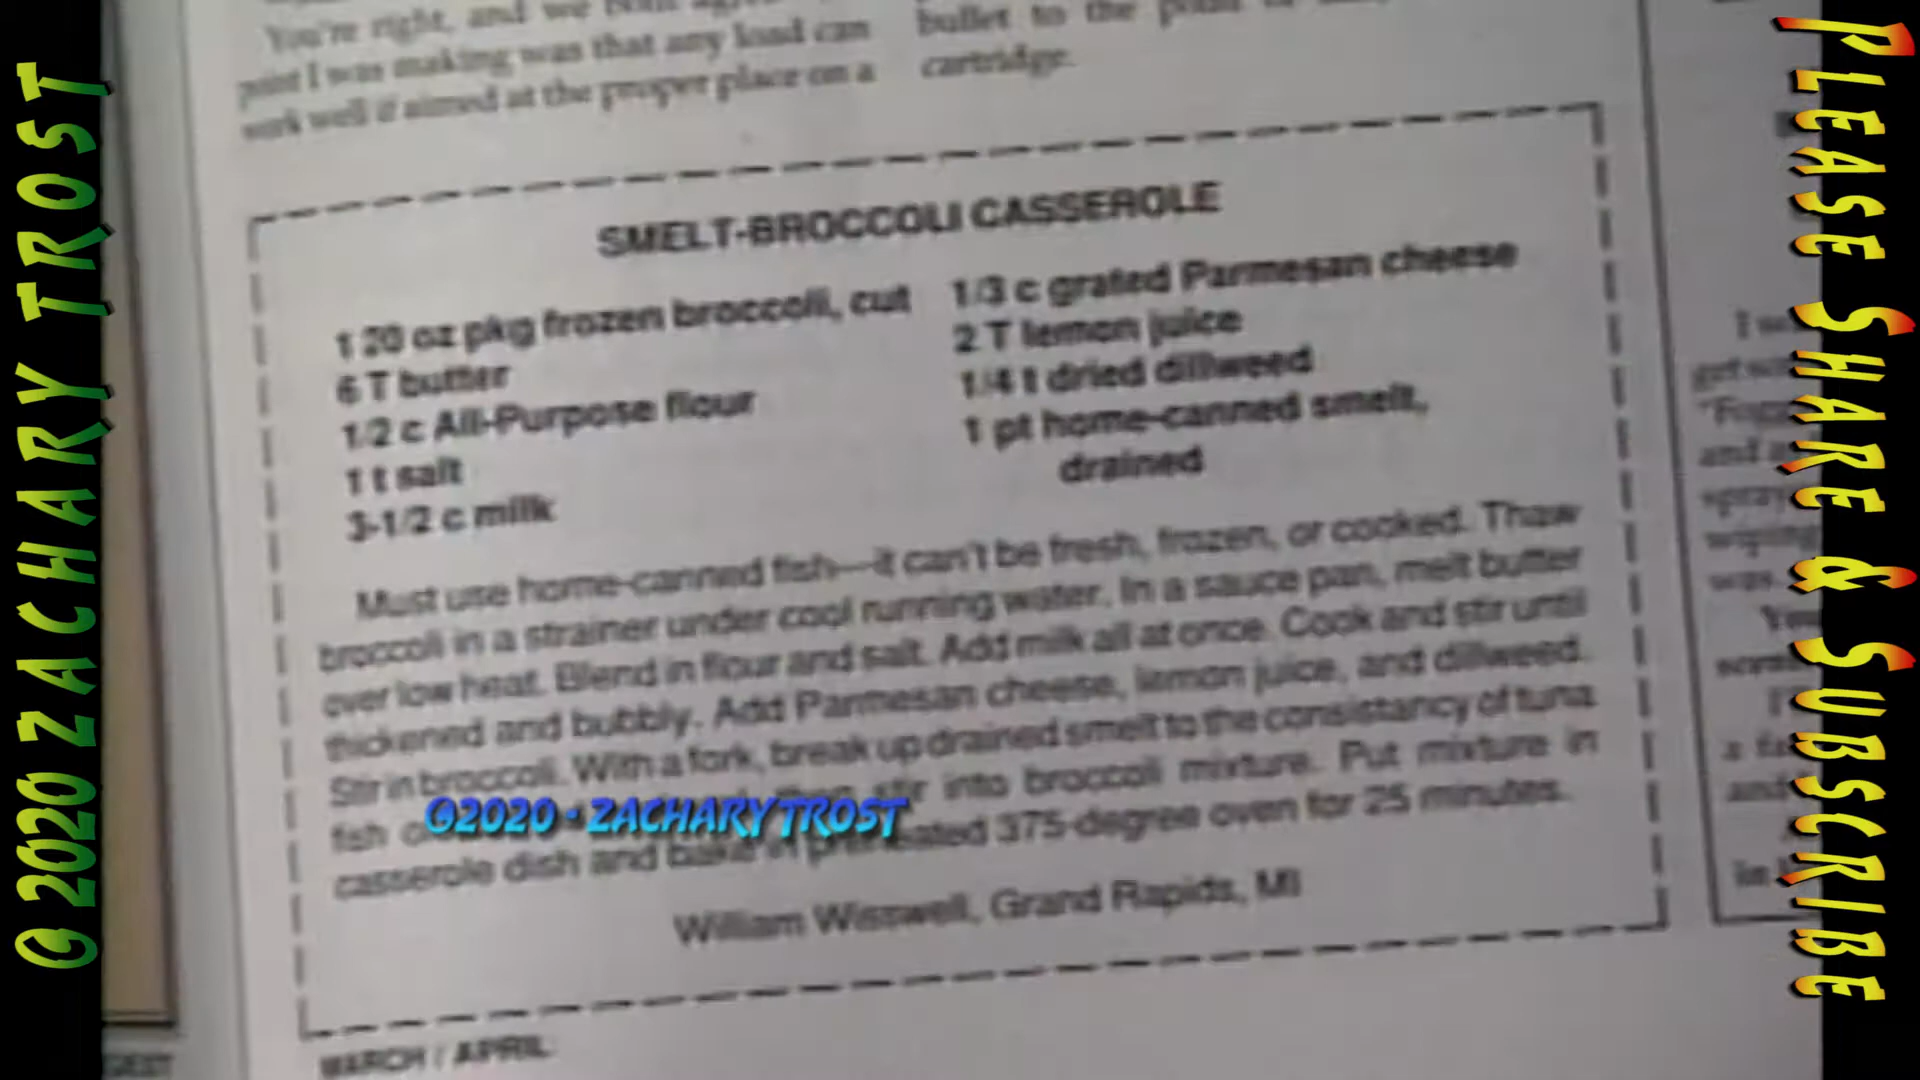 © 2020 ZACHARY TROST
You're right, and we both
point I was making was that any load can
work well if aimed at the proper place on a
bullet to the point
cartridge.
SMELT-BROCCOLI CASSEROLE
1 20 oz pkg frozen broccoli, cut
6 T butter
1/2 c All-Purpose flour
1 t salt
3-1/2 c milk
1/3 c grated Parmesan cheese
2 T lemon juice
1/4 t dried dillweed
1 pt home-canned smelt,
drained
Must use home-canned fish—it can't be fresh, frozen, or cooked. Thaw
broccoli in a strainer under cool running water. In a sauce pan, melt butter
over low heat. Blend in flour and salt. Add milk all at once. Cook and stir until
thickened and bubbly. Add Parmesan cheese, lemon juice, and dillweed.
Stir in broccoli. With a fork, break up drained smelt to the consistancy of tuna
fish stir into broccoli mixture. Put mixture in
casserole dish and bake in preheated 375-degree oven for 25 minutes.
©2020 • ZACHARY TROST
William Wisswell, Grand Rapids, MI
MARCH / APRIL
and
PLEASE SHARE & SUBSCRIBE